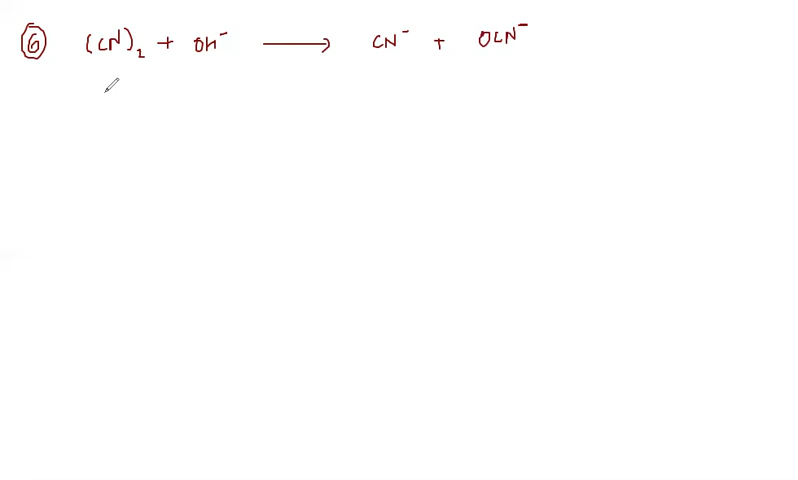 6 (CN)₂ + OH⁻ ⟶ CN⁻ + OCN⁻